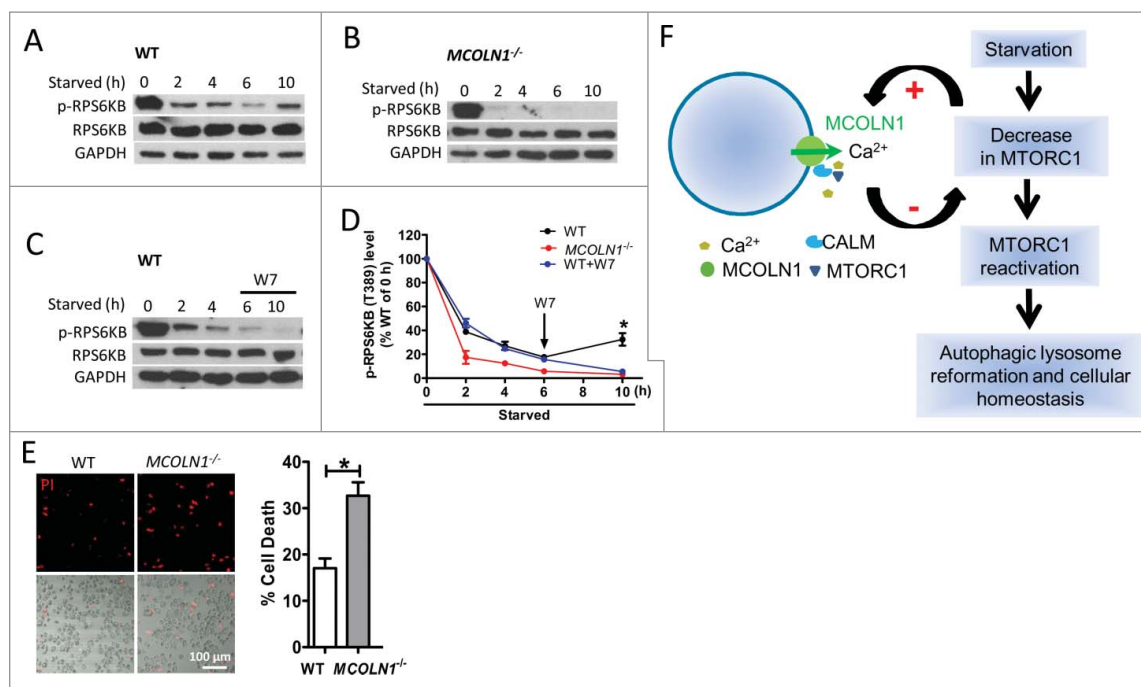 A
WT
Starved (h) 0 2 4 6 10
p-RPS6KB
RPS6KB
GAPDH
B
MCOLN1-/-
Starved (h) 0 2 4 6 10
p-RPS6KB
RPS6KB
GAPDH
C
WT
W7
Starved (h) 0 2 4 6 10
p-RPS6KB
RPS6KB
GAPDH
D
p-RPS6KB (T389) level
(% WT of 0 h)
120
100
80
60
40
20
0
WT
MCOLN1-/-
WT+W7
W7
*
0 2 4 6 10 (h)
Starved
E
WT MCOLN1-/-
PI
100 μm
% Cell Death
40
30
20
10
0
*
WT MCOLN1-/-
F
Starvation
+
MCOLN1
Ca2+
Decrease
in MTORC1
-
Ca2+ CALM
MCOLN1 MTORC1
MTORC1
reactivation
Autophagic lysosome
reformation and cellular
homeostasis